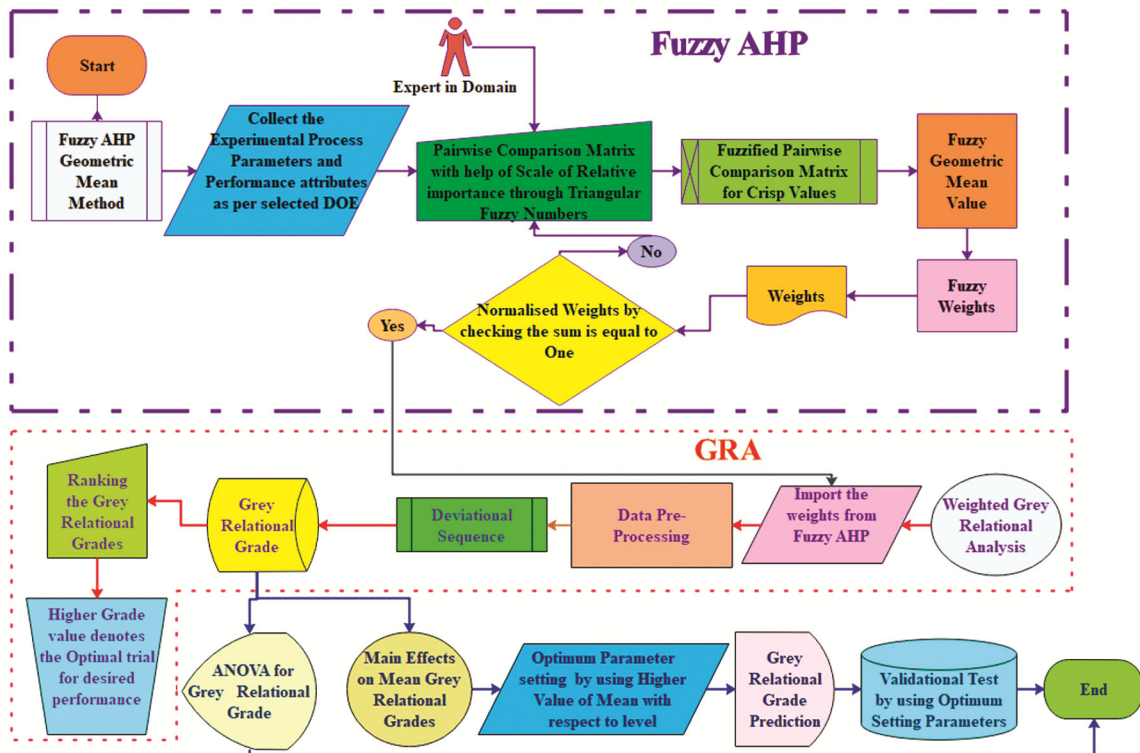 Fuzzy AHP
Start
Expert in Domain
Fuzzy AHP
Geometric
Mean
Method
Collect the
Experimental Process
Parameters and
Performance attributes
as per selected DOE
Pairwise Comparison Matrix
with help of Scale of Relative
importance through Triangular
Fuzzy Numbers
Fuzzified Pairwise
Comparison Matrix
for Crisp Values
Fuzzy
Geometric
Mean
Value
No
Fuzzy
Weights
Weights
Normalised Weights by
checking the sum is equal to
One
Yes
GRA
Weighted Grey
Relational
Analysis
Import the
weights from
Fuzzy AHP
Data Pre-
Processing
Deviational
Sequence
Grey
Relational
Grade
Ranking
the Grey
Relational
Grades
Higher Grade
value denotes
the Optimal trial
for desired
performance
ANOVA for
Grey Relational
Grade
Main Effects
on Mean Grey
Relational
Grades
Optimum Parameter
setting by using Higher
Value of Mean with
respect to level
Grey
Relational
Grade
Prediction
Validational Test
by using Optimum
Setting Parameters
End